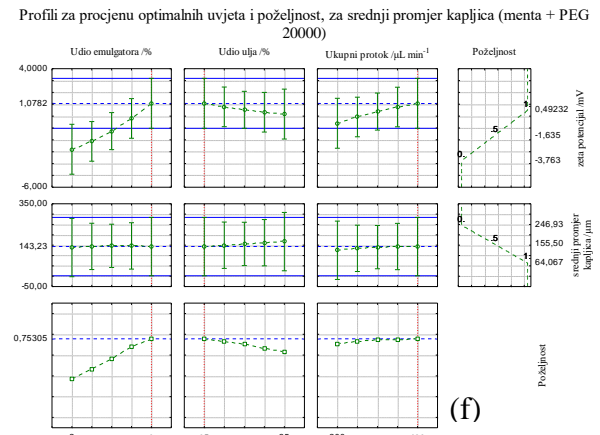 Profili za procjenu optimalnih uvjeta i poželjnost, za srednji promjer kapljica (menta + PEG
20000)
Udio emulgatora /% Udio ulja /% Ukupni protok /µL min-1 Poželjnost
4,0000
1,0782
-6,000
1,
,5
0,
0,49232
-1,635
-3,763
zeta potencijal /mV
350,00
143,23
-50,00
0,
,5
1,
246,93
155,50
64,067
srednji promjer
kapljica /µm
0,75305
Poželjnost
(f)